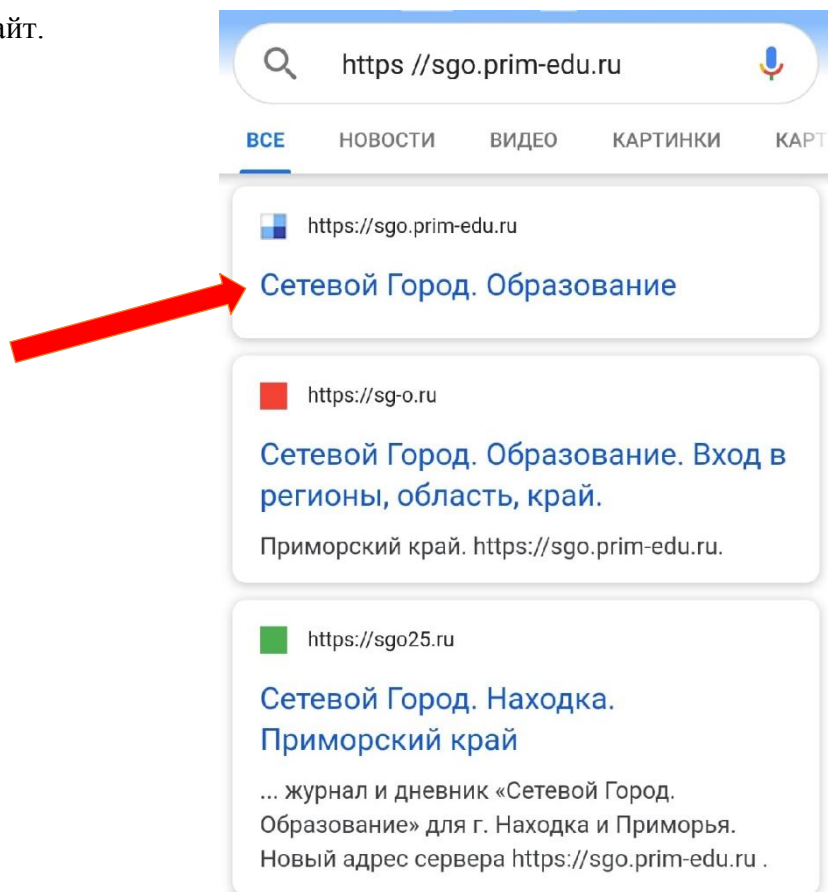 айт.
https //sgo.prim-edu.ru
ВСЕ НОВОСТИ ВИДЕО КАРТИНКИ КАРТ
https://sgo.prim-edu.ru
Сетевой Город. Образование
https://sg-o.ru
Сетевой Город. Образование. Вход в
регионы, область, край.
Приморский край. https://sgo.prim-edu.ru.
https://sgo25.ru
Сетевой Город. Находка.
Приморский край
... журнал и дневник «Сетевой Город.
Образование» для г. Находка и Приморья.
Новый адрес сервера https://sgo.prim-edu.ru .